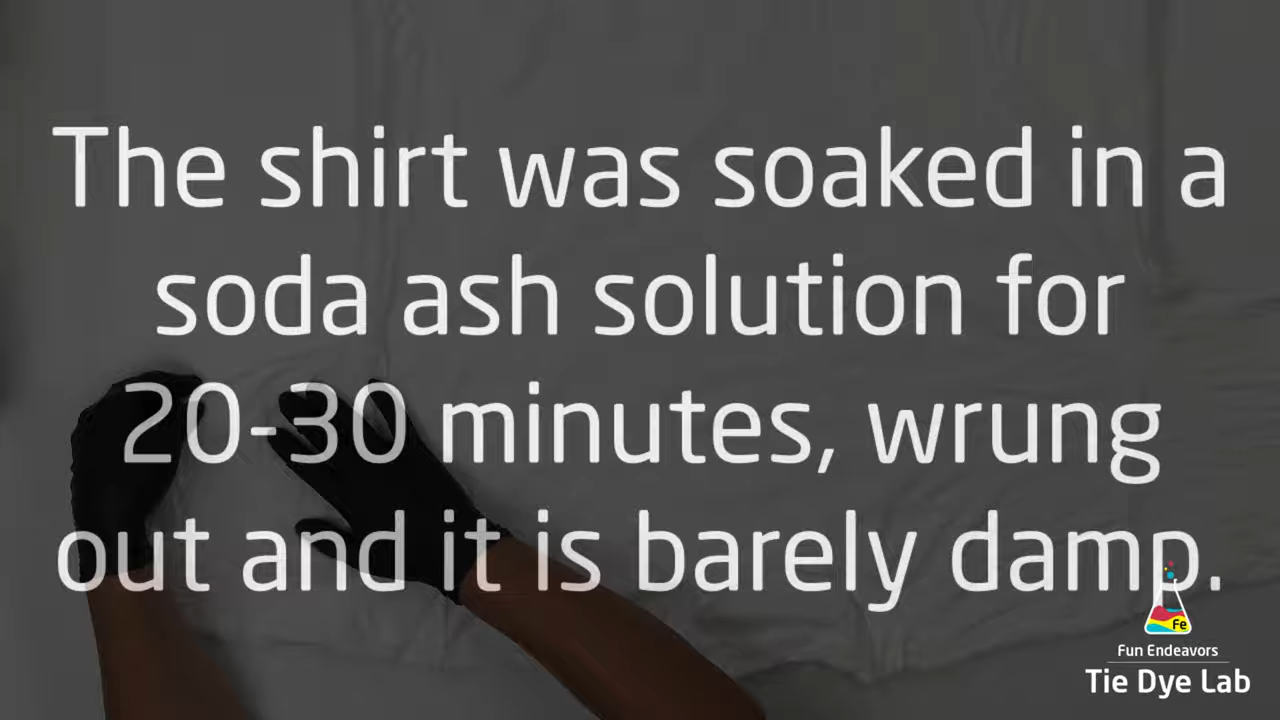 The shirt was soaked in a
soda ash solution for
20-30 minutes, wrung
out and it is barely damp.
Fe
Fun Endeavors
Tie Dye Lab